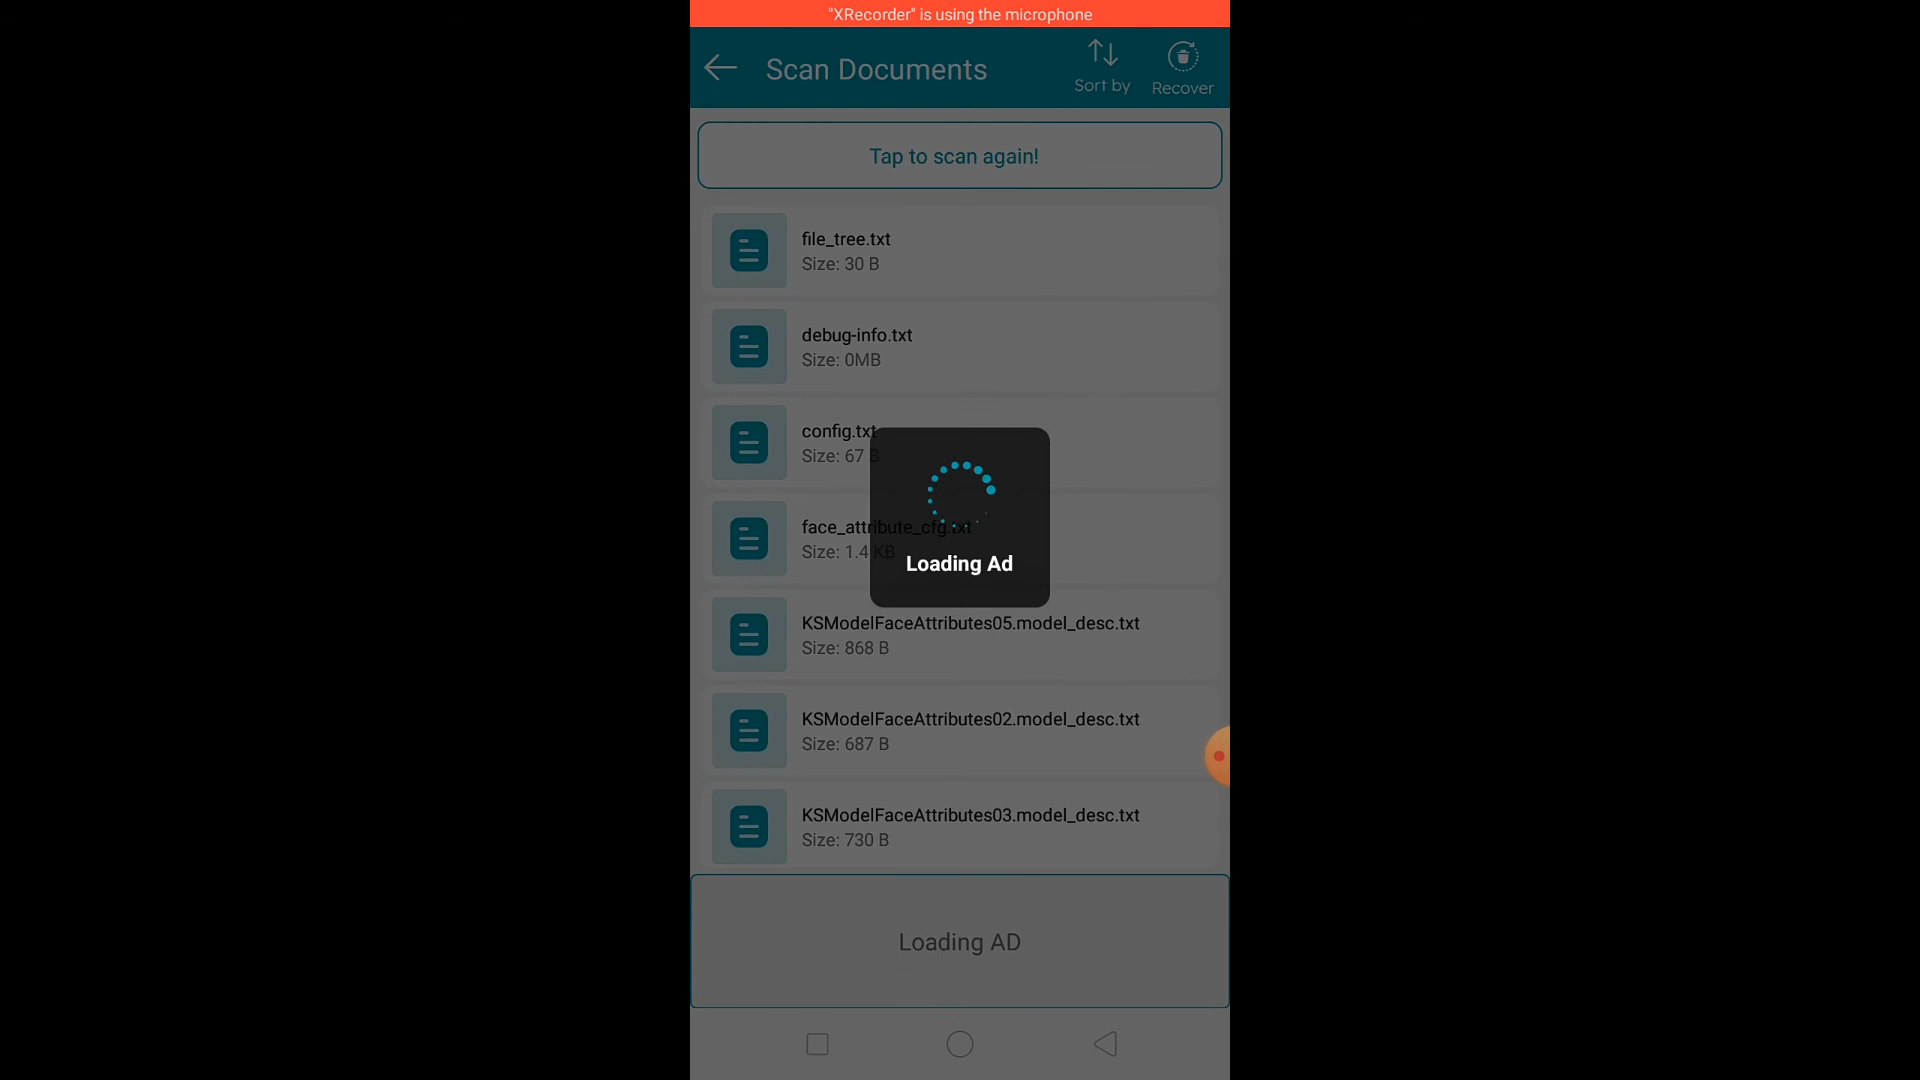 "XRecorder" is using the microphone
Scan Documents
Sort by
Recover
Tap to scan again!
file_tree.txt
Size: 30 B
debug-info.txt
Size: 0MB
config.txt
Size: 67 B
face_attribute_cfg.txt
Size: 1.4 KB
Loading Ad
KSModelFaceAttributes05.model_desc.txt
Size: 868 B
KSModelFaceAttributes02.model_desc.txt
Size: 687 B
KSModelFaceAttributes03.model_desc.txt
Size: 730 B
Loading AD